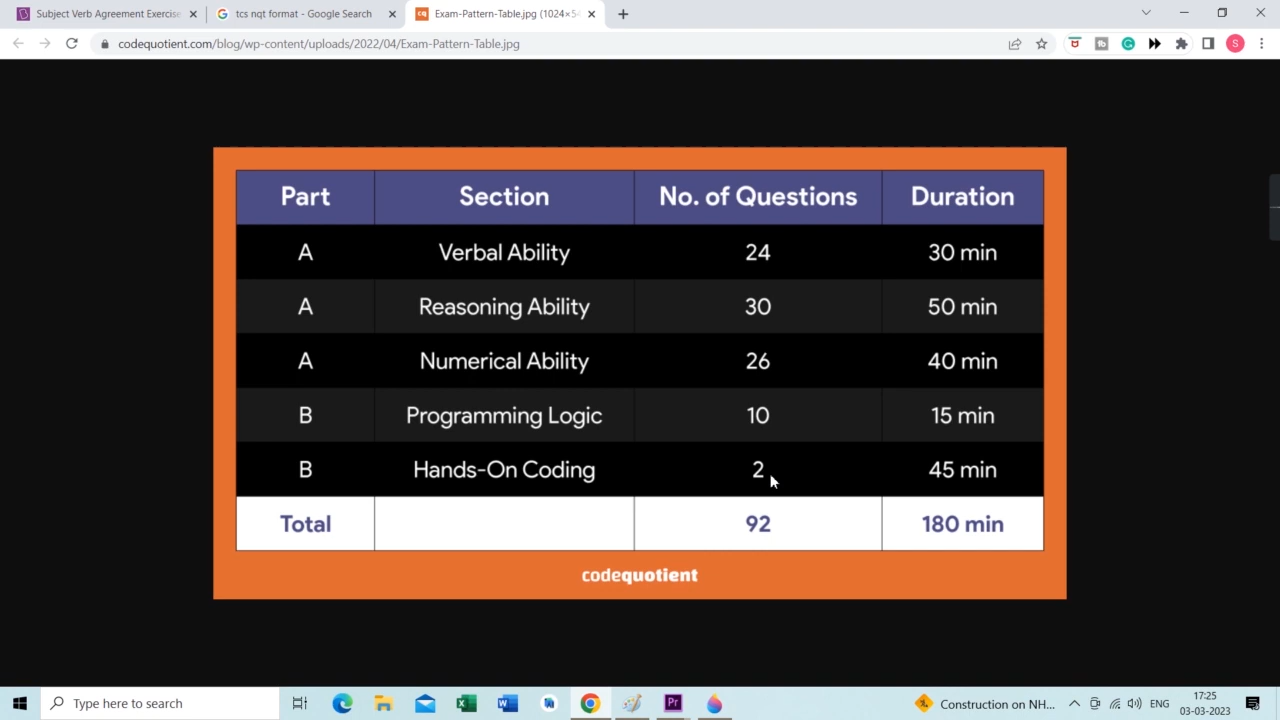 Subject Verb Agreement Exercise
tcs nqt format - Google Search
cq
Exam-Pattern-Table.jpg (1024×54
codequotient.com/blog/wp-content/uploads/2022/04/Exam-Pattern-Table.jpg
S
Part Section No. of Questions Duration
A Verbal Ability 24 30 min
A Reasoning Ability 30 50 min
A Numerical Ability 26 40 min
B Programming Logic 10 15 min
B Hands-On Coding 2 45 min
Total 92 180 min
codequotient
Type here to search
Pr
Construction on NH...
ENG
17:25
03-03-2023